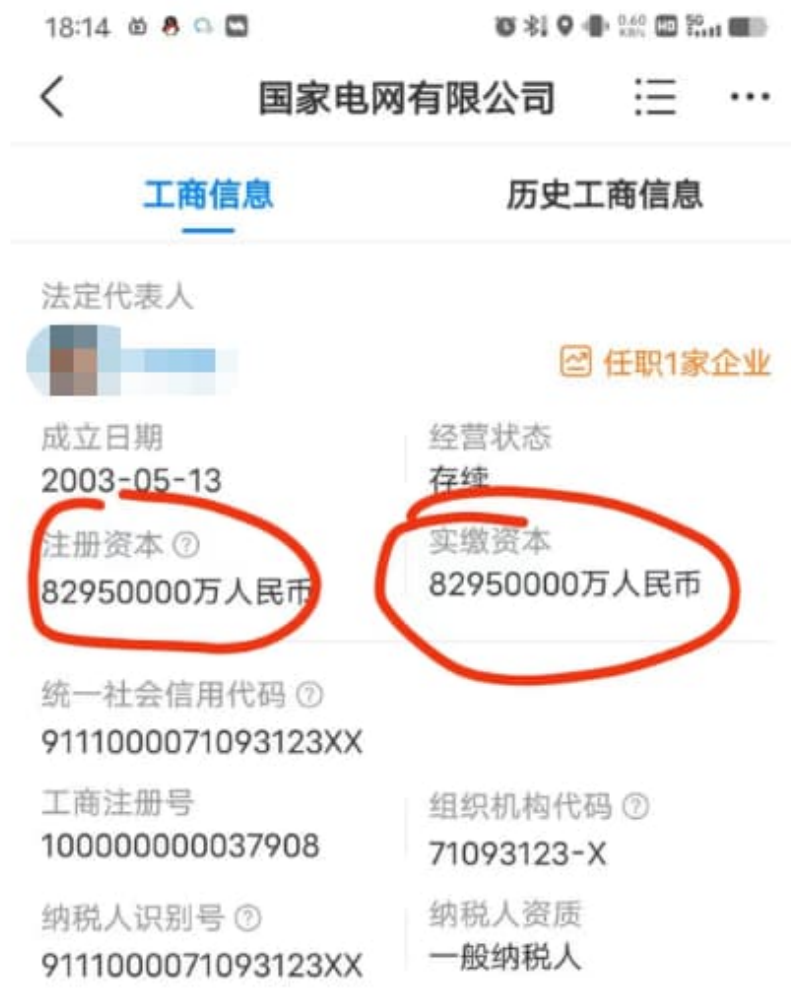 18:14 0.60 KB/s HD 5G
国家电网有限公司
工商信息 历史工商信息
法定代表人
任职1家企业
成立日期 经营状态
2003-05-13 存续
注册资本 实缴资本
82950000万人民币 82950000万人民币
统一社会信用代码
9111000071093123XX
工商注册号 组织机构代码
100000000037908 71093123-X
纳税人识别号 纳税人资质
9111000071093123XX 一般纳税人